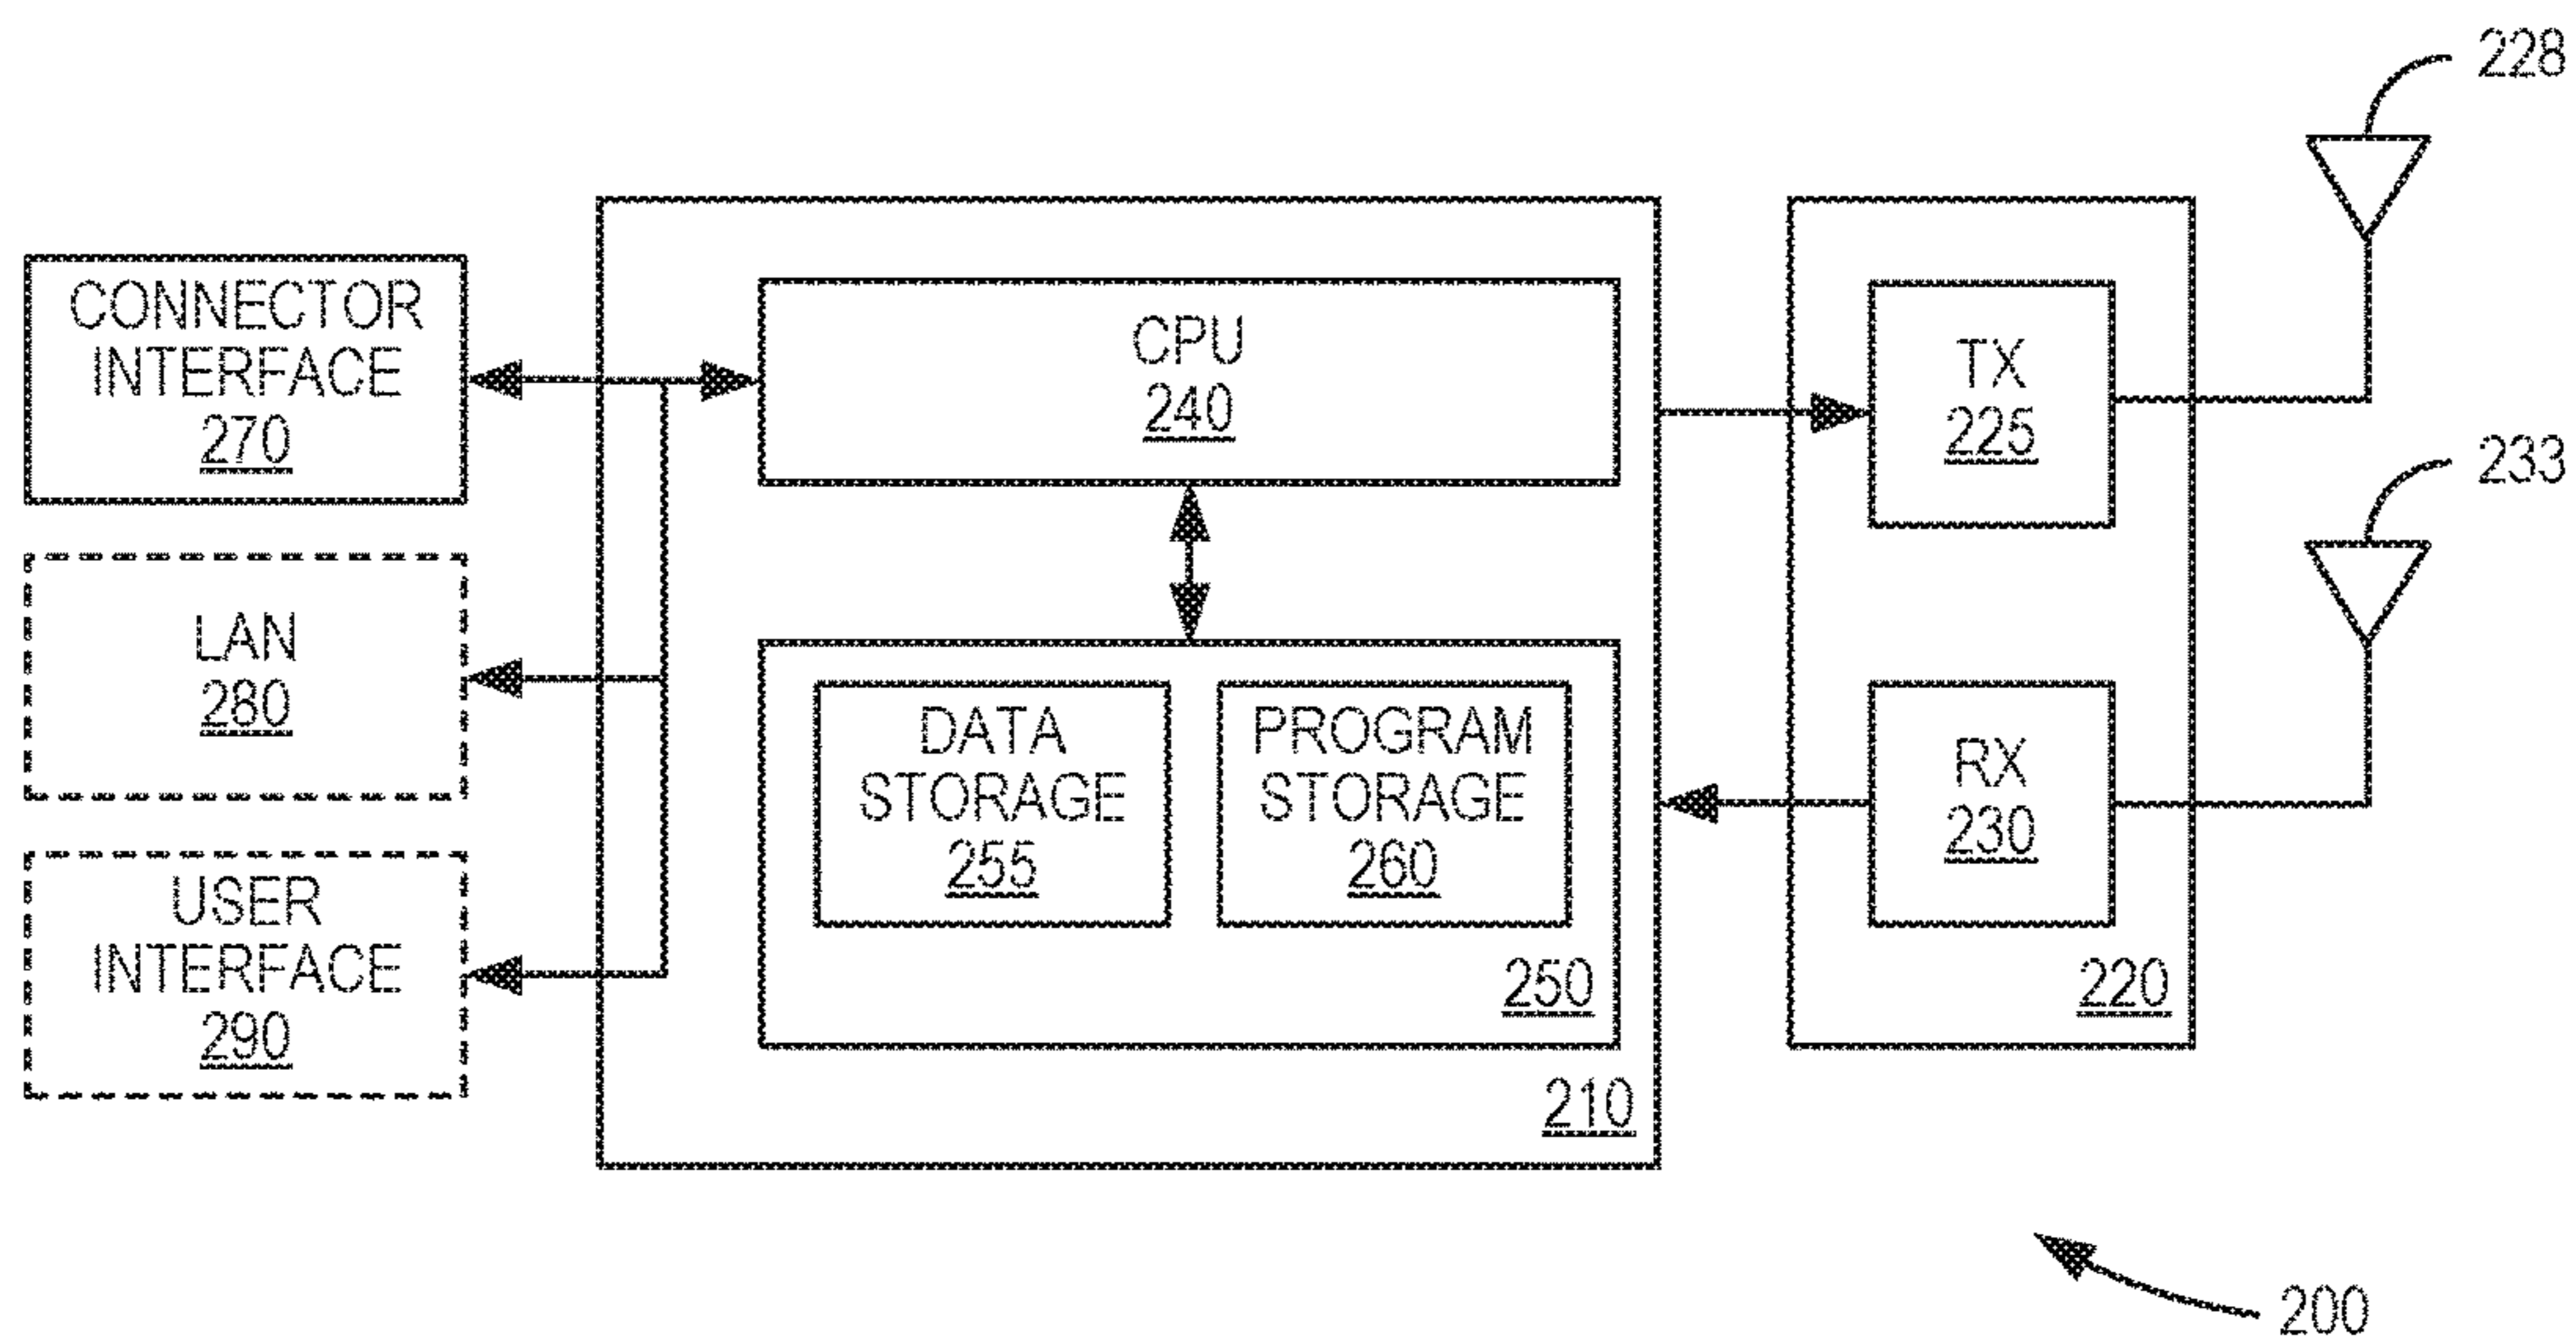 228
CONNECTOR
INTERFACE
270
CPU
240
TX
225
233
LAN
280
DATA
STORAGE
255
PROGRAM
STORAGE
260
RX
230
USER
INTERFACE
290
250
220
210
200